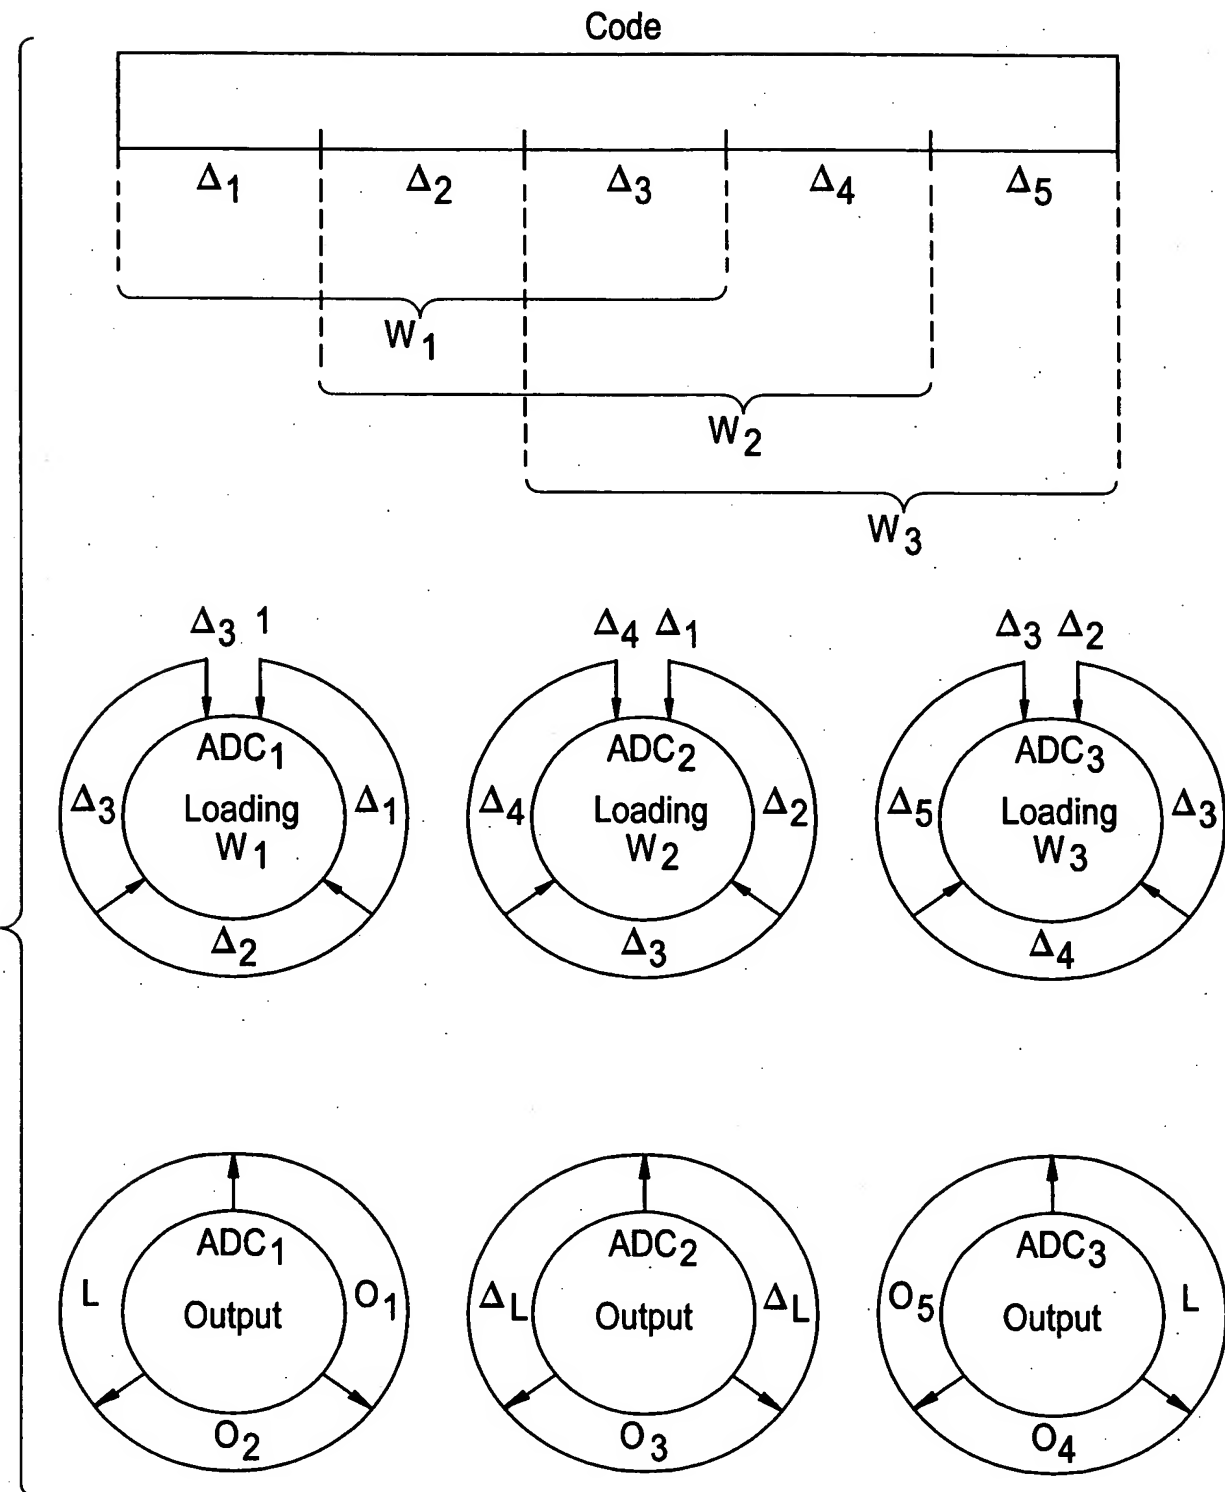 Code
Δ1 Δ2 Δ3 Δ4 Δ5
W1
W2
W3
Δ3 1 Δ4 Δ1 Δ3 Δ2
ADC1 ADC2 ADC3
Δ3 Loading Δ1 Δ4 Loading Δ2 Δ5 Loading Δ3
W1 W2 W3
Δ2 Δ3 Δ4
ADC1 ADC2 ADC3
L Output O1 ΔL Output ΔL O5 Output L
O2 O3 O4